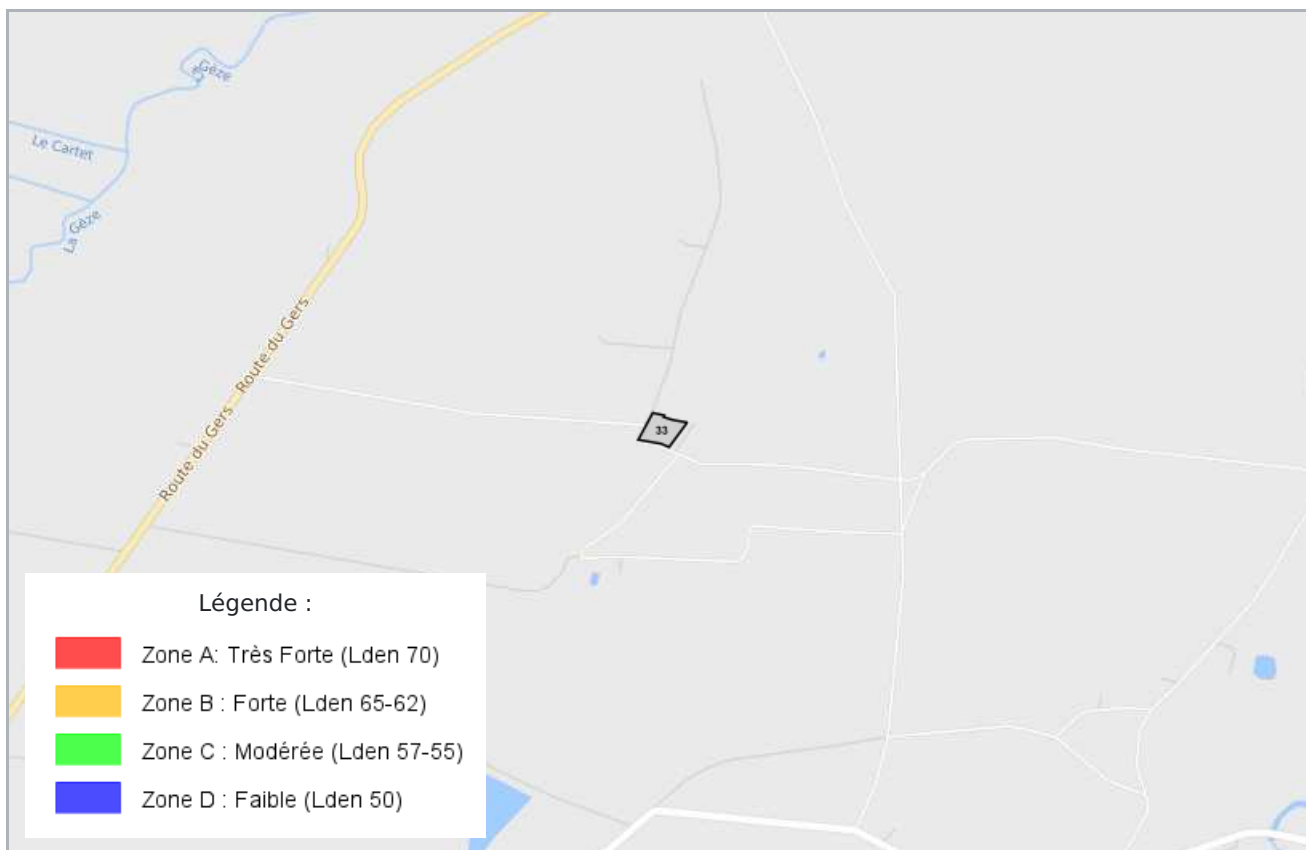 Gèze
Le Cartet
La Gèze
Route du Gers - Route du Gers
33
Légende :
Zone A: Très Forte (Lden 70)
Zone B : Forte (Lden 65-62)
Zone C : Modérée (Lden 57-55)
Zone D : Faible (Lden 50)